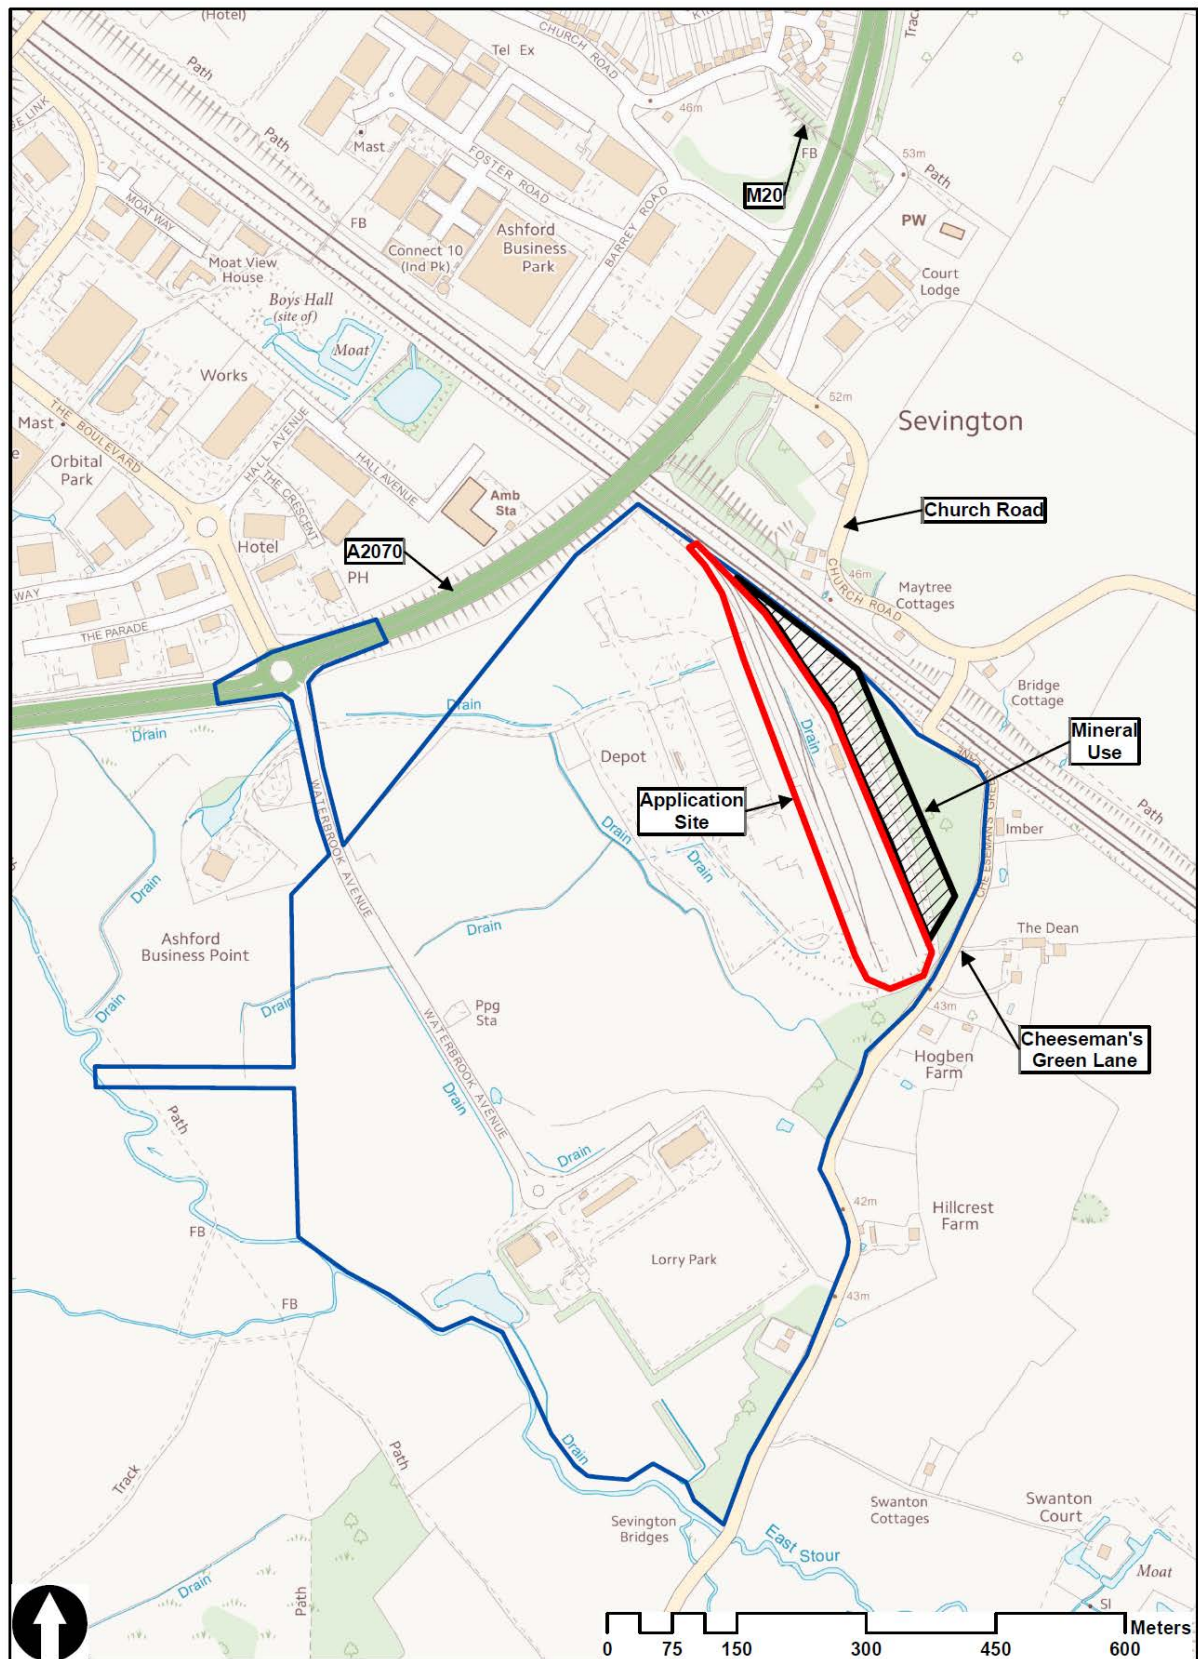 (Hotel)
Path
Tel Ex
CHURCH ROAD
Track
46m
Path
Mast
FB
53m
Path
FOSTER ROAD
M20
MOAT WAY
FB
BARREY ROAD
PW
Connect 10
(Ind Pk)
Ashford
Business
Park
Moat View
House
Court
Lodge
Boys Hall
(site of)
Moat
Works
52m
THE BOULEVARD
Mast
HALL AVENUE
Sevington
Orbital
Park
THE CRESCENT
HALL AVENUE
Amb
Sta
Church Road
Hotel
A2070
PH
46m
CHURCH ROAD
Maytree
Cottages
WAY
THE PARADE
Bridge
Cottage
Drain
Drain
Drain
Mineral
Use
Depot
Application
Site
Path
WATERBROOK AVENUE
Drain
Imber
Drain
Drain
Ashford
Business Point
Drain
The Dean
Drain
Drain
Ppg
Sta
43m
Cheeseman's
Green Lane
WATERBROOK AVENUE
Hogben
Farm
Drain
Path
Drain
42m
Hillcrest
Farm
FB
Lorry Park
FB
43m
Drain
Path
Track
Swanton
Cottages
Swanton
Court
Sevington
Bridges
East Stour
Moat
Drain
Path
SI
Meters
0 75 150 300 450 600